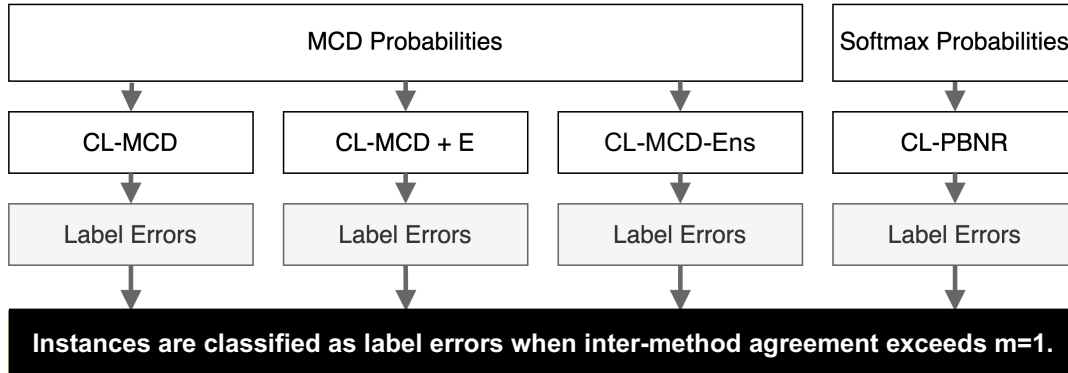 MCD Probabilities
Softmax Probabilities
CL-MCD
CL-MCD + E
CL-MCD-Ens
CL-PBNR
Label Errors
Label Errors
Label Errors
Label Errors
Instances are classified as label errors when inter-method agreement exceeds m=1.